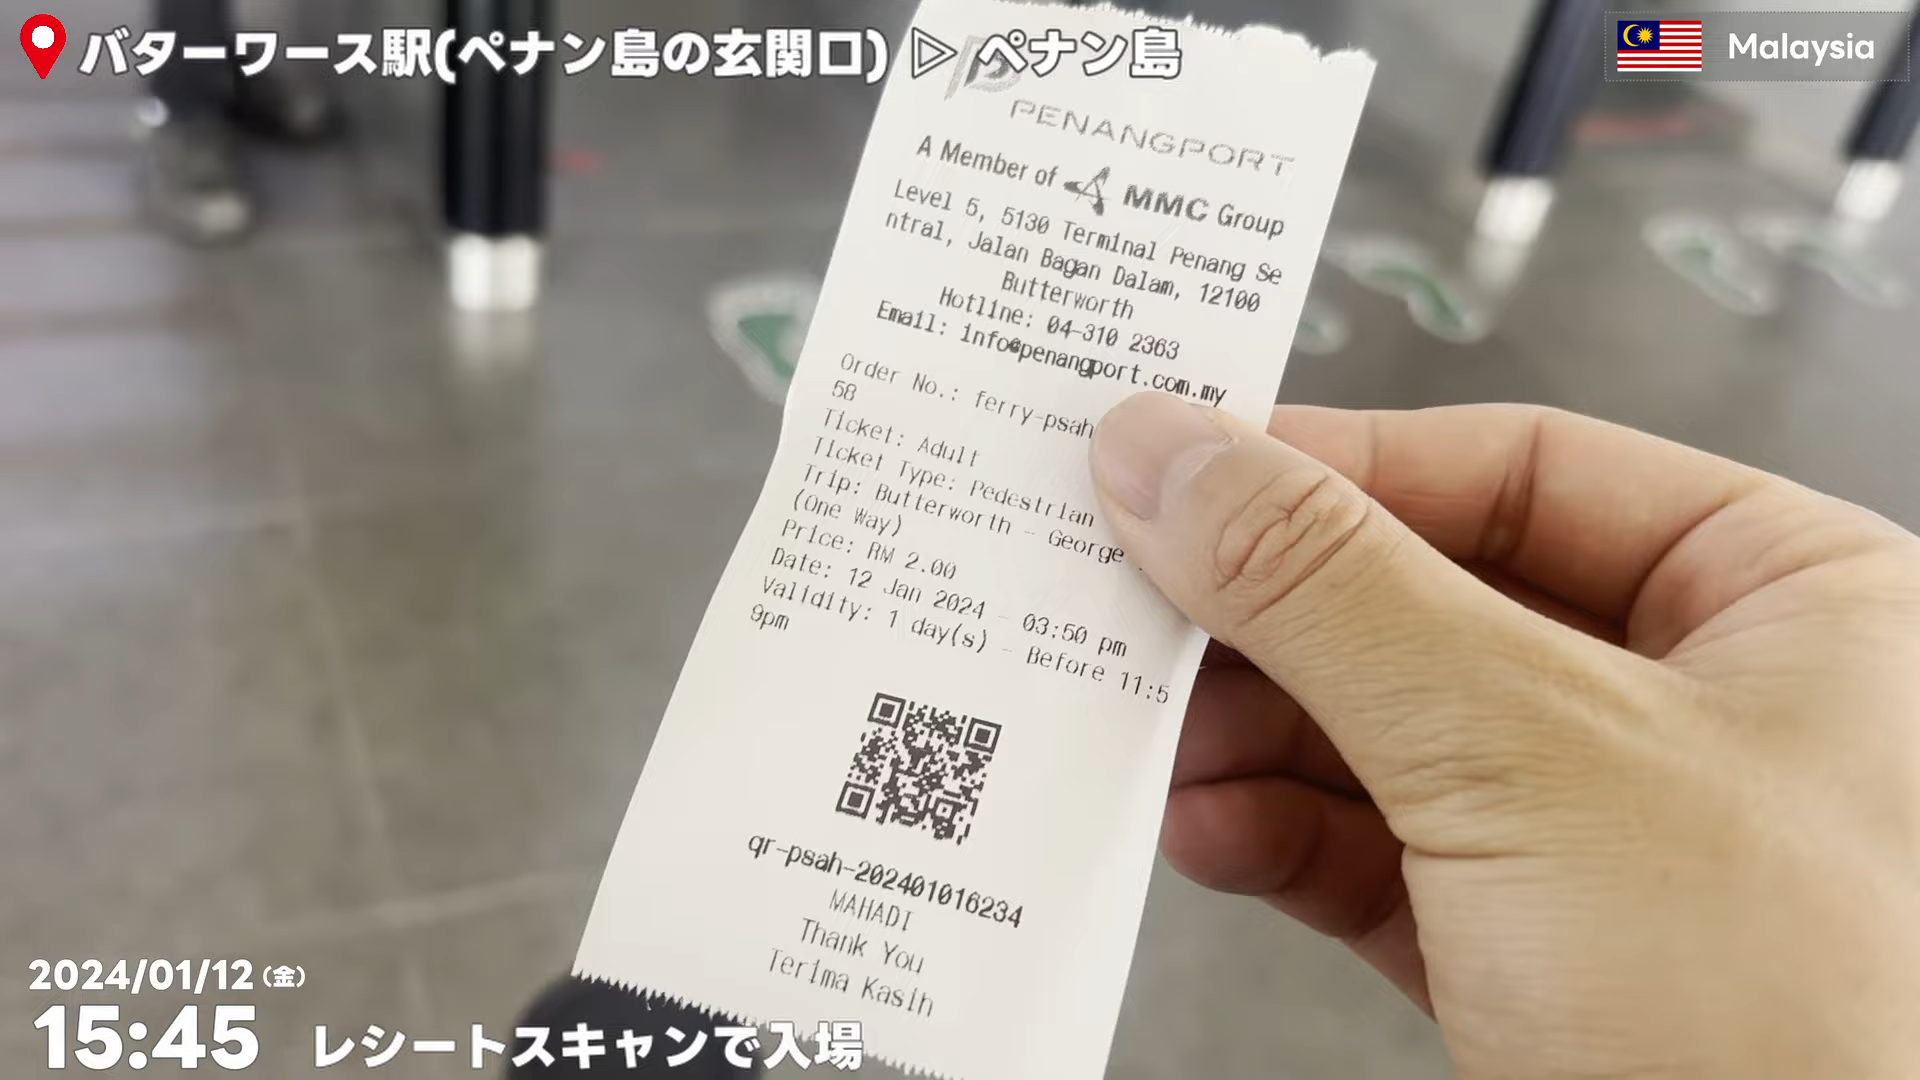 バターワース駅(ペナン島の玄関口) ▷ ペナン島
Malaysia
PENANGPORT
A Member of MMC Group
Level 5, 5130 Terminal Penang Se
ntral, Jalan Bagan Dalam, 12100
Butterworth
Hotline: 04-310 2363
Email: info@penangport.com.my
Order No.: ferry-psah
58
Ticket: Adult
Ticket Type: Pedestrian
Trip: Butterworth - George
(One Way)
Price: RM 2.00
Date: 12 Jan 2024 - 03:50 pm
Validity: 1 day(s) - Before 11:5
9pm
qr-psah-202401016234
MAHADI
Thank You
Terima Kasih
2024/01/12(金)
15:45 レシートスキャンで入場